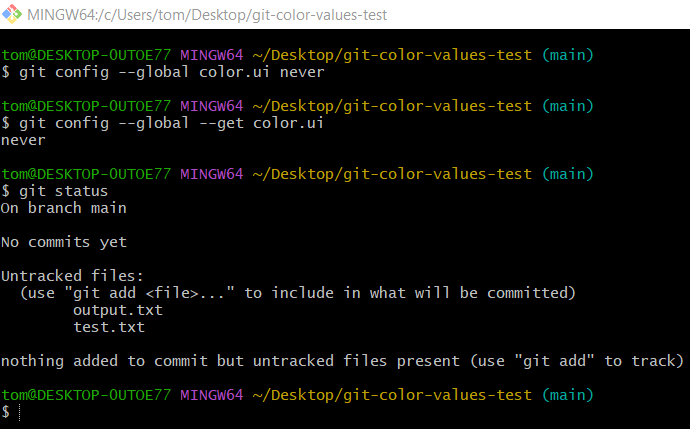 MINGW64:/c/Users/tom/Desktop/git-color-values-test
tom@DESKTOP-OUTOE77 MINGW64 ~/Desktop/git-color-values-test (main)
$ git config --global color.ui never
tom@DESKTOP-OUTOE77 MINGW64 ~/Desktop/git-color-values-test (main)
$ git config --global --get color.ui
never
tom@DESKTOP-OUTOE77 MINGW64 ~/Desktop/git-color-values-test (main)
$ git status
On branch main
No commits yet
Untracked files:
  (use "git add <file>..." to include in what will be committed)
        output.txt
        test.txt
nothing added to commit but untracked files present (use "git add" to track)
tom@DESKTOP-OUTOE77 MINGW64 ~/Desktop/git-color-values-test (main)
$